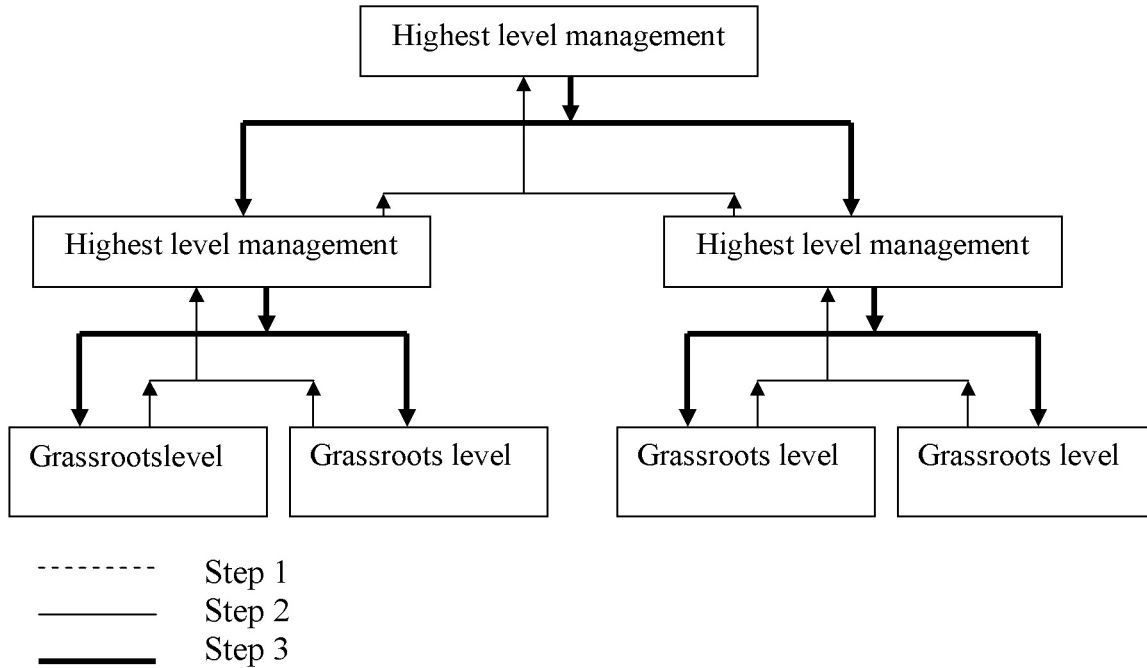 Highest level management
Highest level management
Highest level management
Grassrootslevel
Grassroots level
Grassroots level
Grassroots level
Step 1
Step 2
Step 3